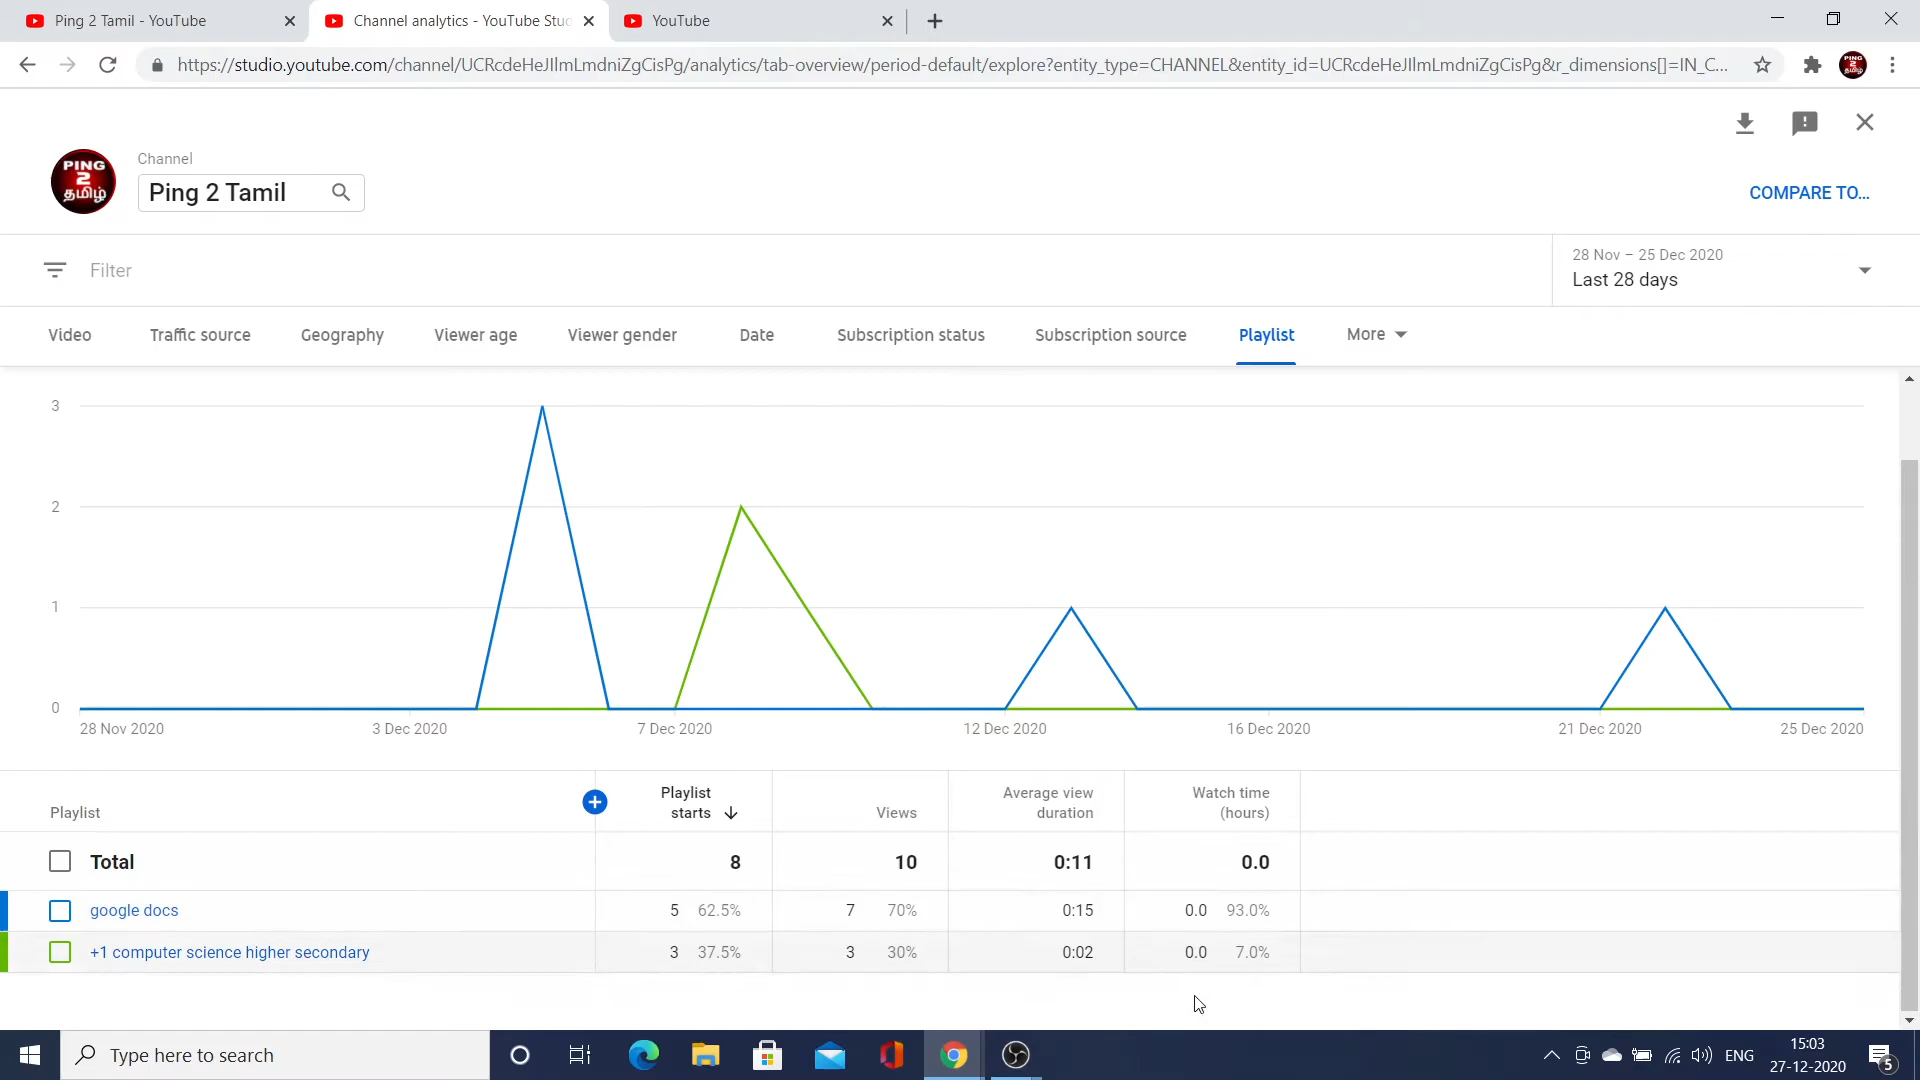 Ping 2 Tamil - YouTube
Channel analytics - YouTube Stu
YouTube
https://studio.youtube.com/channel/UCRcdeHeJIlmLmdniZgCisPg/analytics/tab-overview/period-default/explore?entity_type=CHANNEL&entity_id=UCRcdeHeJIlmLmdniZgCisPg&r_dimensions[]=IN_C...
PING
2
தமிழ்
Channel
Ping 2 Tamil
COMPARE TO...
Filter
28 Nov – 25 Dec 2020
Last 28 days
Video Traffic source Geography Viewer age Viewer gender Date Subscription status Subscription source Playlist More
3
2
1
0
28 Nov 2020 3 Dec 2020 7 Dec 2020 12 Dec 2020 16 Dec 2020 21 Dec 2020 25 Dec 2020
Playlist Playlist starts Views Average view duration Watch time (hours)
Total 8 10 0:11 0.0
google docs 5 62.5% 7 70% 0:15 0.0 93.0%
+1 computer science higher secondary 3 37.5% 3 30% 0:02 0.0 7.0%
Type here to search
ENG
15:03
27-12-2020
5